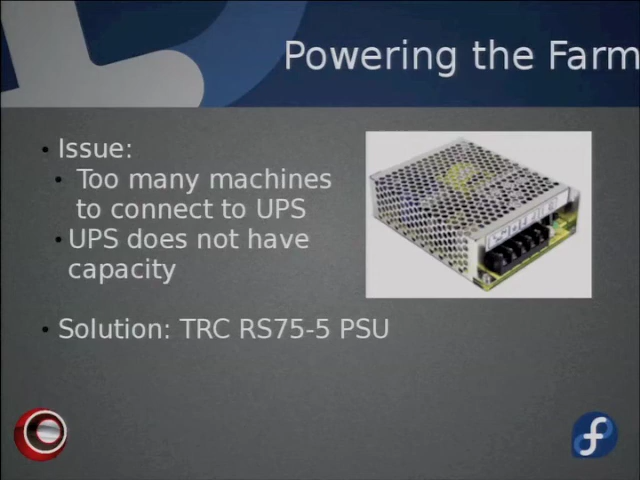 Powering the Farm
• Issue:
• Too many machines
to connect to UPS
• UPS does not have
capacity
• Solution: TRC RS75-5 PSU